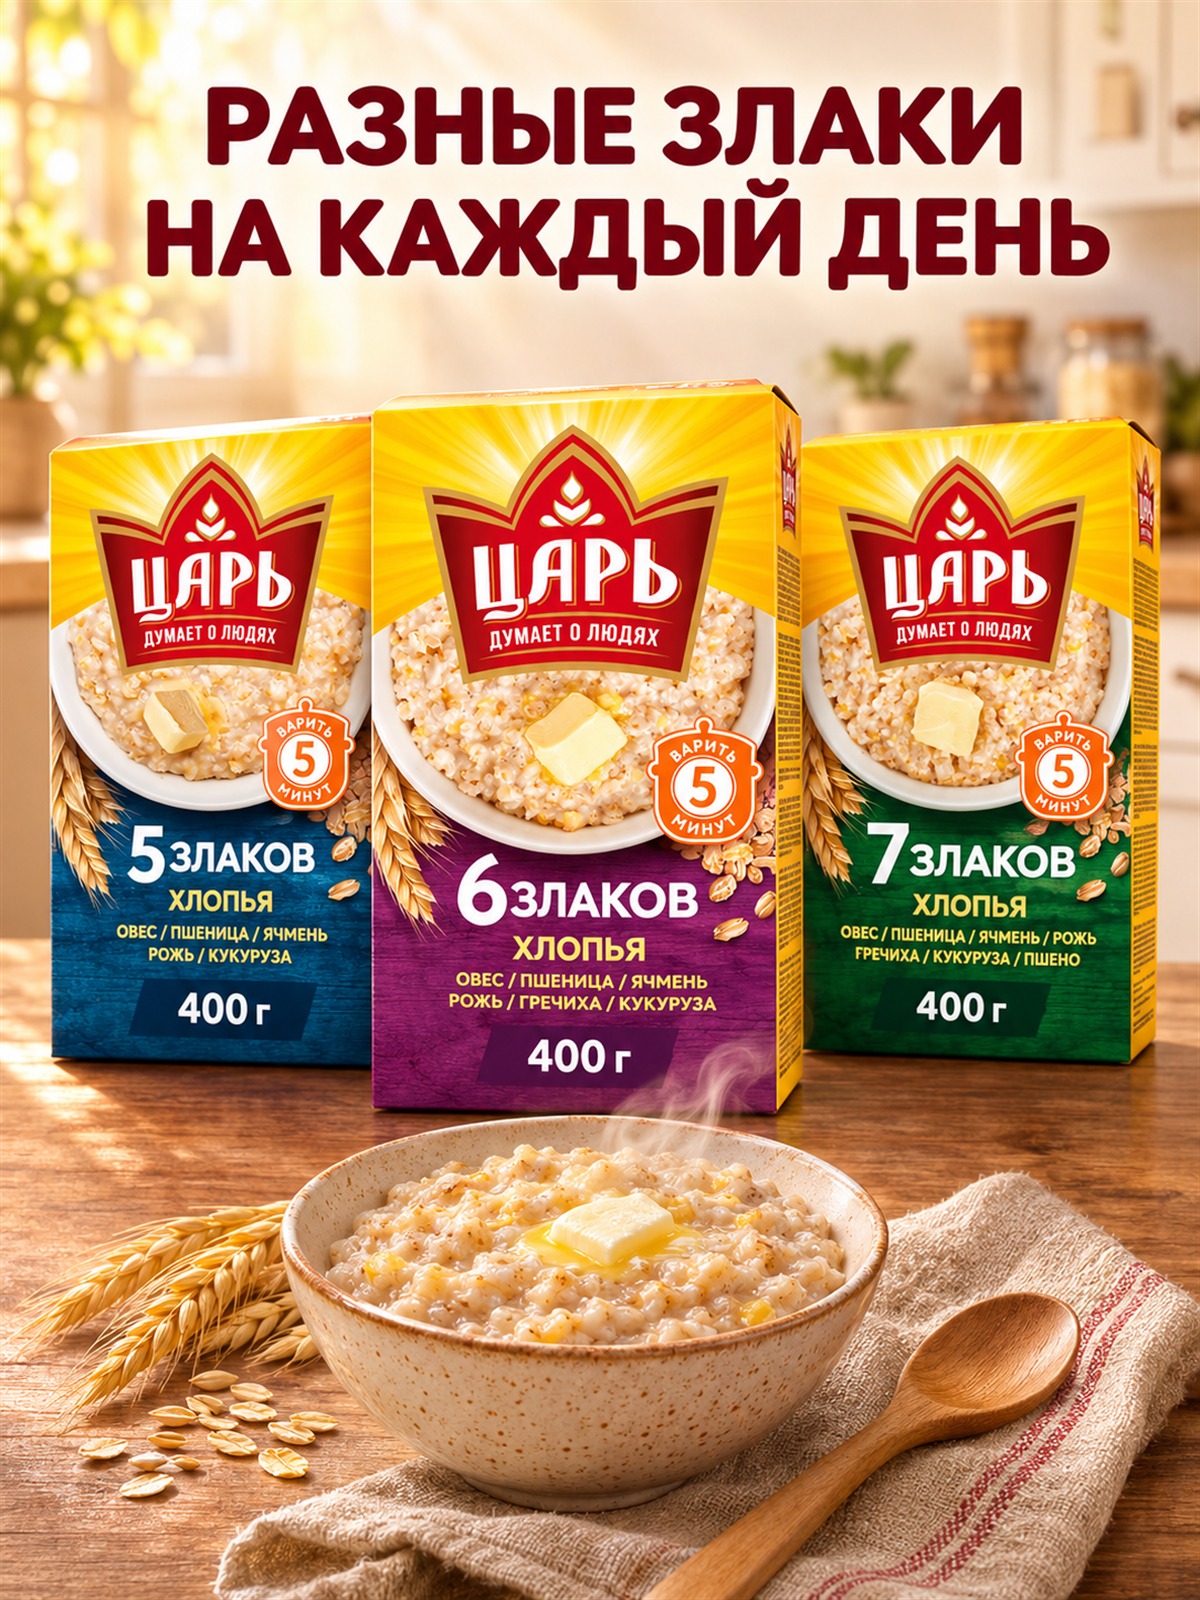 РАЗНЫЕ ЗЛАКИ
НА КАЖДЫЙ ДЕНЬ
ЦАРЬ
ДУМАЕТ О ЛЮДЯХ
ВАРИТЬ
5
МИНУТ
5 ЗЛАКОВ
ХЛОПЬЯ
ОВЕС / ПШЕНИЦА / ЯЧМЕНЬ
РОЖЬ / КУКУРУЗА
400 г
ЦАРЬ
ДУМАЕТ О ЛЮДЯХ
ВАРИТЬ
5
МИНУТ
6 ЗЛАКОВ
ХЛОПЬЯ
ОВЕС / ПШЕНИЦА / ЯЧМЕНЬ
РОЖЬ / ГРЕЧИХА / КУКУРУЗА
400 г
ЦАРЬ
ЦАРЬ
ДУМАЕТ О ЛЮДЯХ
ВАРИТЬ
5
МИНУТ
7 ЗЛАКОВ
ХЛОПЬЯ
ОВЕС / ПШЕНИЦА / ЯЧМЕНЬ / РОЖЬ
ГРЕЧИХА / КУКУРУЗА / ПШЕНО
400 г
ЦАРЬ